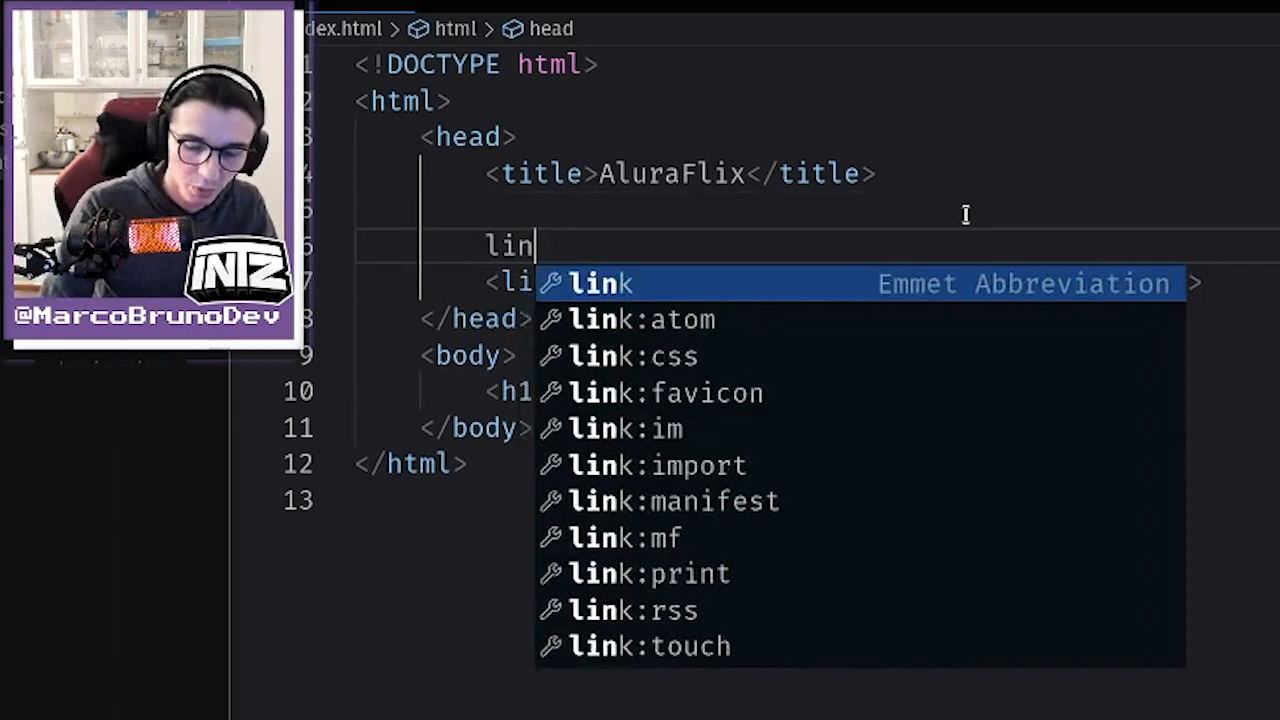 dex.html > html > head
1 <!DOCTYPE html>
2 <html>
3 <head>
4 <title>AluraFlix</title>
5
6 lin
7 <li >
8 </head>
9 <body>
10 <h1
11 </body>
12 </html>
13
link Emmet Abbreviation
link:atom
link:css
link:favicon
link:im
link:import
link:manifest
link:mf
link:print
link:rss
link:touch
INTZ
@MarcoBrunoDev